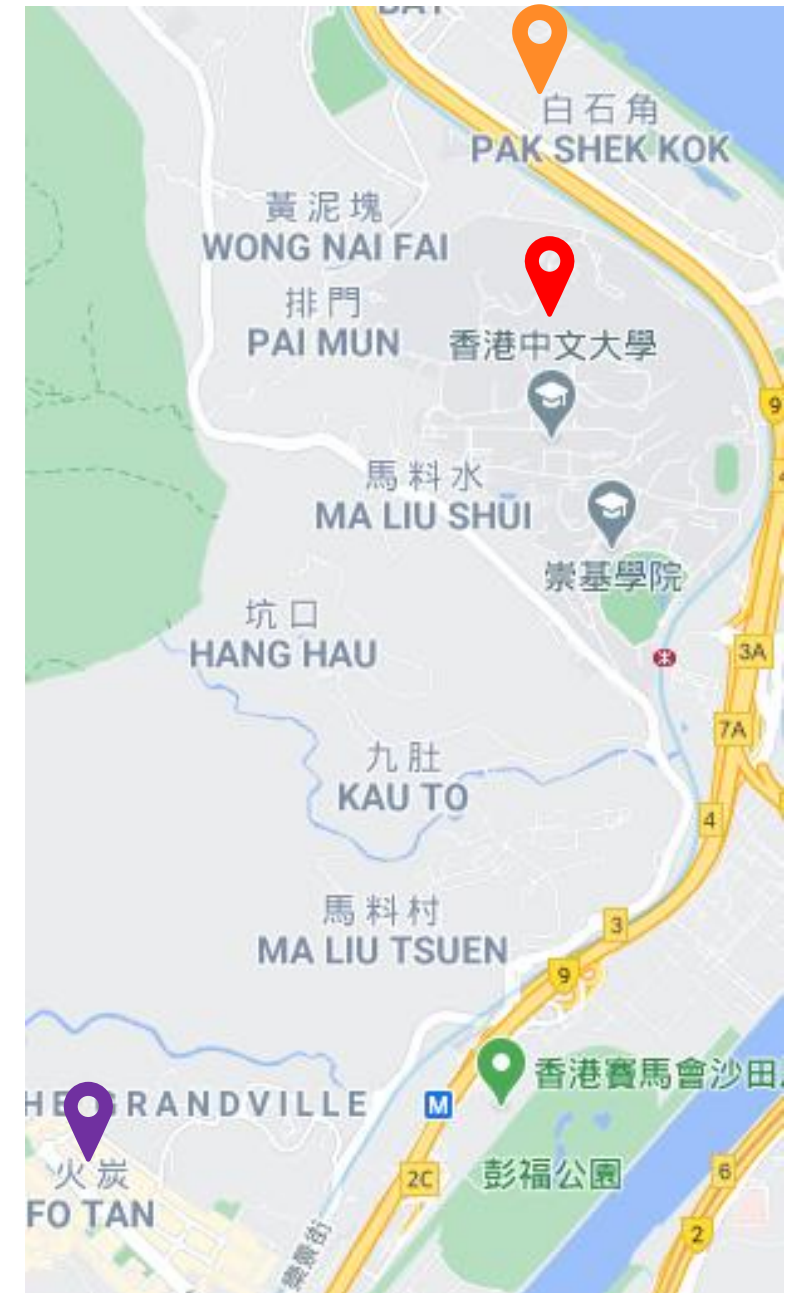 白石角
PAK SHEK KOK
黃泥塊
WONG NAI FAI
排門
PAI MUN
香港中文大學
9
馬料水
MA LIU SHUI
崇基學院
坑口
HANG HAU
3A
7A
九肚
KAU TO
4
馬料村
MA LIU TSUEN
3
9
香港賽馬會沙田
GRANDVILLE
M
火炭
FO TAN
2C
彭福公園
6
2
樂景街